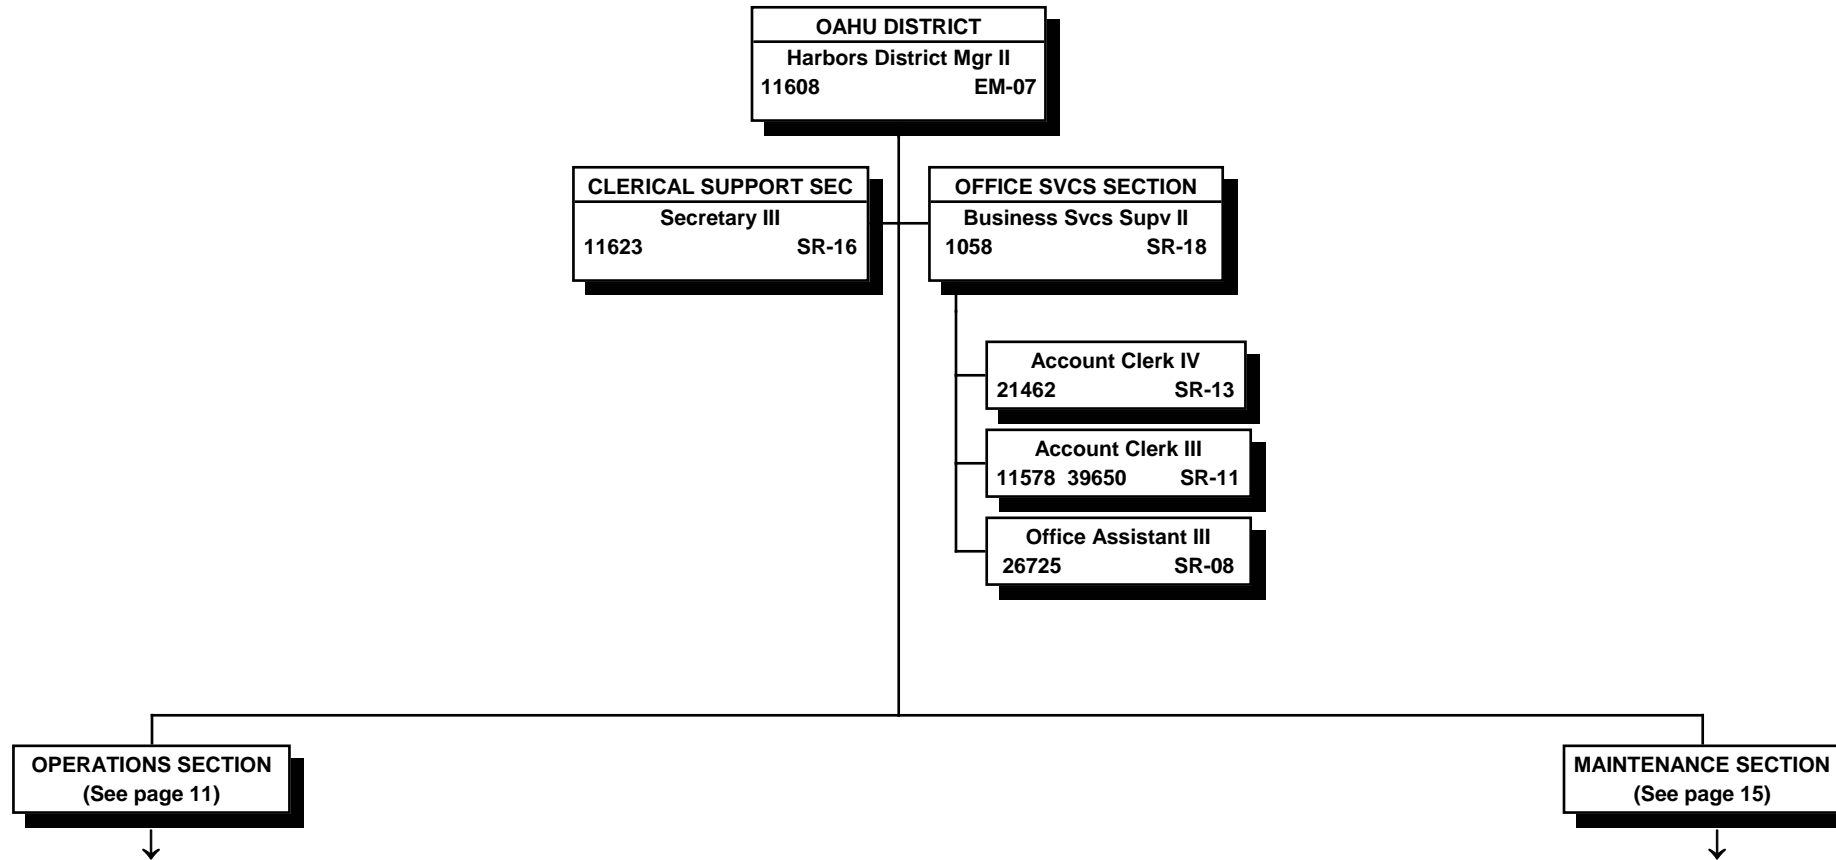 OAHU DISTRICT
Harbors District Mgr II
11608 EM-07
CLERICAL SUPPORT SEC
Secretary III
11623 SR-16
OFFICE SVCS SECTION
Business Svcs Supv II
1058 SR-18
Account Clerk IV
21462 SR-13
Account Clerk III
11578 39650 SR-11
Office Assistant III
26725 SR-08
OPERATIONS SECTION
(See page 11)
MAINTENANCE SECTION
(See page 15)